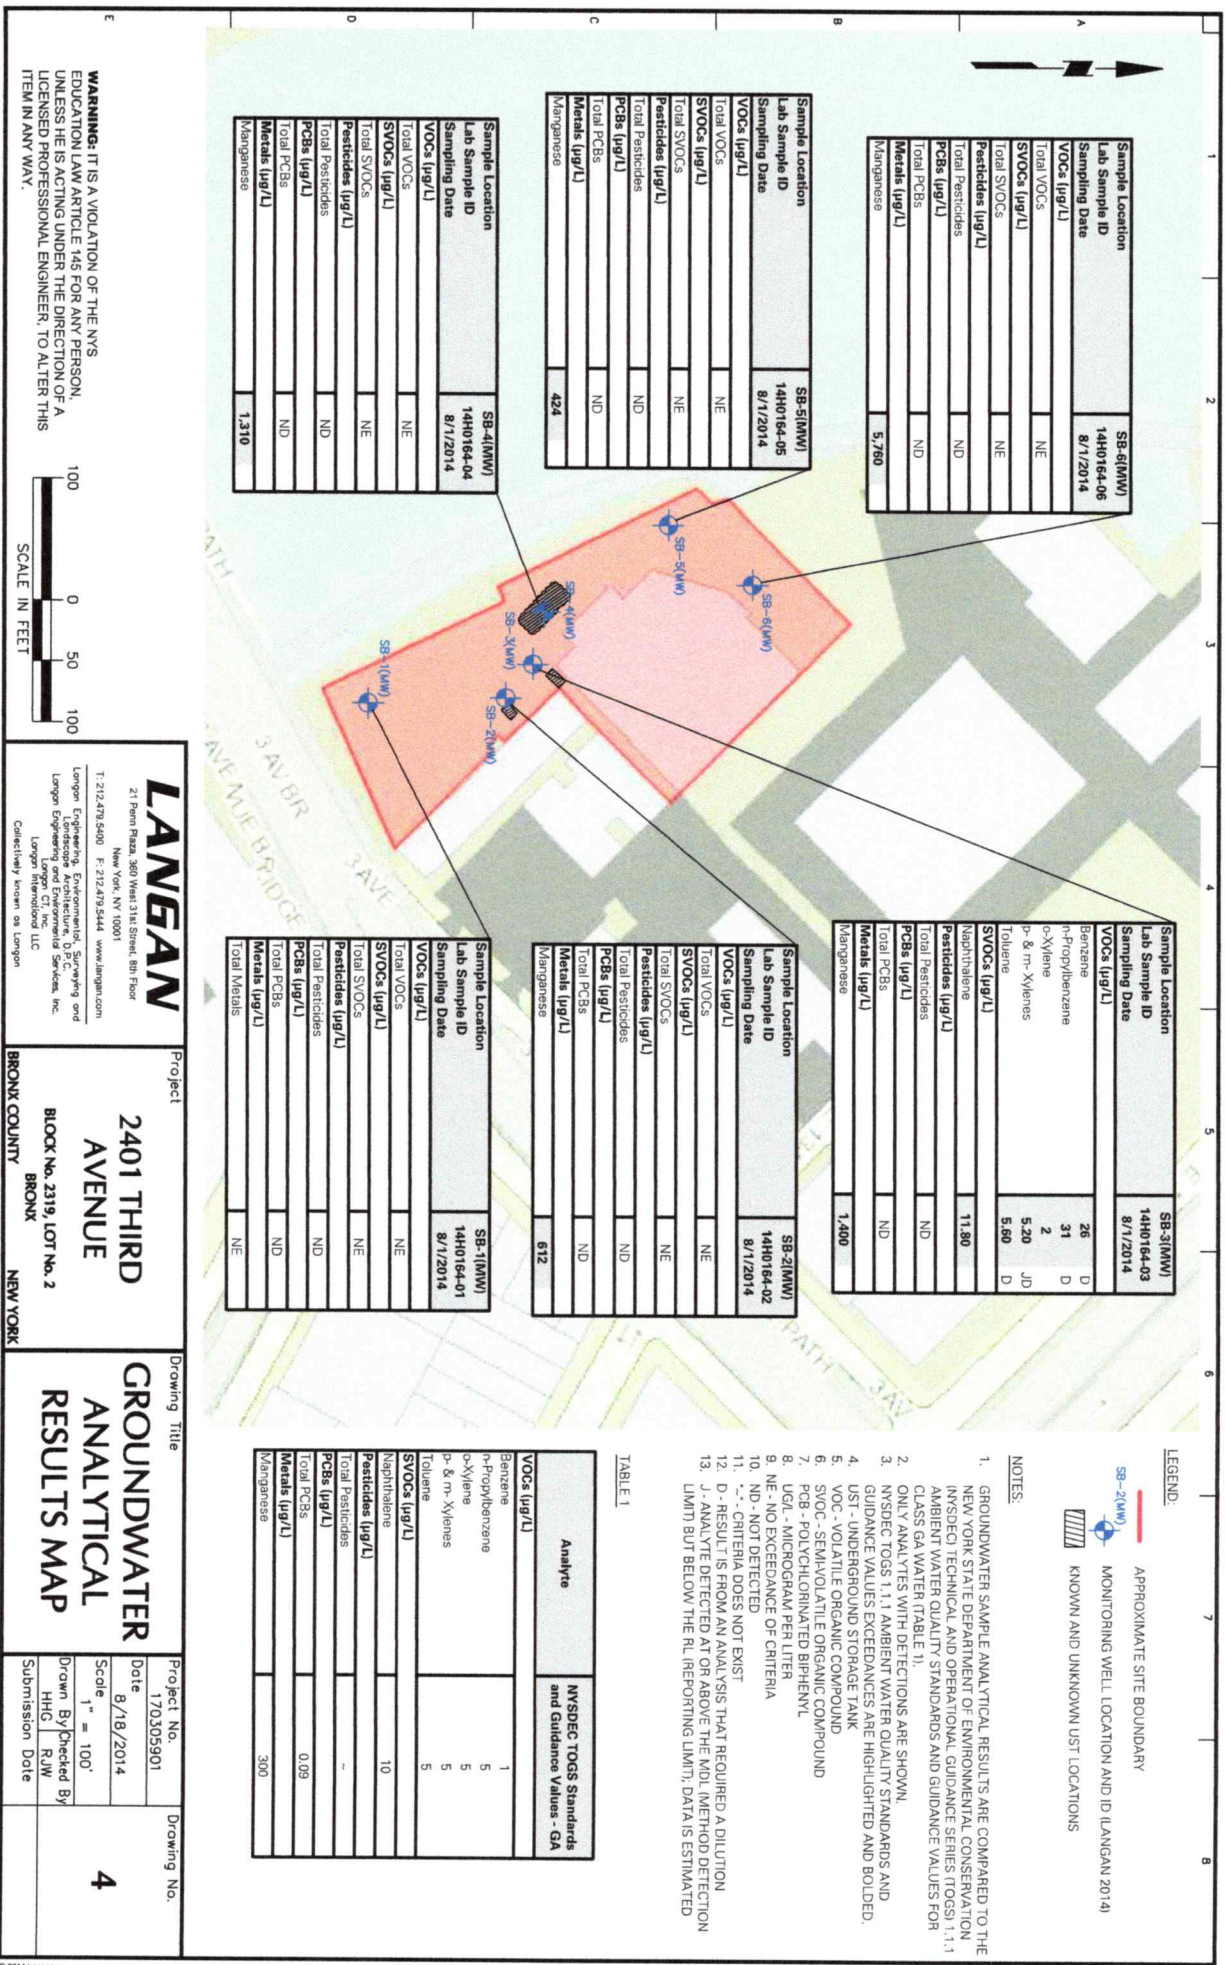 1
2
3
4
5
6
7
8
A
B
C
D
E
Sample Location SB-6(MW)
Lab Sample ID 14H0164-06
Sampling Date 8/1/2014
VOCs (µg/L)
Total VOCs NE
SVOCs (µg/L)
Total SVOCs NE
Pesticides (µg/L)
Total Pesticides ND
PCBs (µg/L)
Total PCBs ND
Metals (µg/L)
Manganese 5,760
Sample Location SB-5(MW)
Lab Sample ID 14H0164-05
Sampling Date 8/1/2014
VOCs (µg/L)
Total VOCs NE
SVOCs (µg/L)
Total SVOCs NE
Pesticides (µg/L)
Total Pesticides ND
PCBs (µg/L)
Total PCBs ND
Metals (µg/L)
Manganese 424
Sample Location SB-4(MW)
Lab Sample ID 14H0164-04
Sampling Date 8/1/2014
VOCs (µg/L)
Total VOCs NE
SVOCs (µg/L)
Total SVOCs NE
Pesticides (µg/L)
Total Pesticides ND
PCBs (µg/L)
Total PCBs ND
Metals (µg/L)
Manganese 1,310
SB-6(MW)
SB-5(MW)
SB-4(MW)
SB-3(MW)
SB-2(MW)
SB-1(MW)
PATH
3 AV BR
3 AVE
AVENUE BRIDGE
PATH
3 AV
Sample Location SB-3(MW)
Lab Sample ID 14H0164-03
Sampling Date 8/1/2014
VOCs (µg/L)
Benzene 26 D
n-Propylbenzene 31 D
o-Xylene 2
p- & m- Xylenes 5.20 JD
Toluene 5.60 D
SVOCs (µg/L)
Naphthalene 11.80
Pesticides (µg/L)
Total Pesticides ND
PCBs (µg/L)
Total PCBs ND
Metals (µg/L)
Manganese 1,400
Sample Location SB-2(MW)
Lab Sample ID 14H0164-02
Sampling Date 8/1/2014
VOCs (µg/L)
Total VOCs NE
SVOCs (µg/L)
Total SVOCs NE
Pesticides (µg/L)
Total Pesticides ND
PCBs (µg/L)
Total PCBs ND
Metals (µg/L)
Manganese 612
Sample Location SB-1(MW)
Lab Sample ID 14H0164-01
Sampling Date 8/1/2014
VOCs (µg/L)
Total VOCs NE
SVOCs (µg/L)
Total SVOCs NE
Pesticides (µg/L)
Total Pesticides ND
PCBs (µg/L)
Total PCBs ND
Metals (µg/L)
Total Metals NE
LEGEND:
APPROXIMATE SITE BOUNDARY
SB-2(MW) MONITORING WELL LOCATION AND ID (LANGAN 2014)
KNOWN AND UNKNOWN UST LOCATIONS
NOTES:
1. GROUNDWATER SAMPLE ANALYTICAL RESULTS ARE COMPARED TO THE
NEW YORK STATE DEPARTMENT OF ENVIRONMENTAL CONSERVATION
(NYSDEC) TECHNICAL AND OPERATIONAL GUIDANCE SERIES (TOGS) 1.1.1
AMBIENT WATER QUALITY STANDARDS AND GUIDANCE VALUES FOR
CLASS GA WATER (TABLE 1).
2. ONLY ANALYTES WITH DETECTIONS ARE SHOWN.
3. NYSDEC TOGS 1.1.1 AMBIENT WATER QUALITY STANDARDS AND
GUIDANCE VALUES EXCEEDANCES ARE HIGHLIGHTED AND BOLDED.
4. UST - UNDERGROUND STORAGE TANK
5. VOC - VOLATILE ORGANIC COMPOUND
6. SVOC - SEMI-VOLATILE ORGANIC COMPOUND
7. PCB - POLYCHLORINATED BIPHENYL
8. UG/L - MICROGRAM PER LITER
9. NE - NO EXCEEDANCE OF CRITERIA
10. ND - NOT DETECTED
11. "~" - CRITERIA DOES NOT EXIST
12. D - RESULT IS FROM AN ANALYSIS THAT REQUIRED A DILUTION
13. J - ANALYTE DETECTED AT OR ABOVE THE MDL (METHOD DETECTION
LIMIT) BUT BELOW THE RL (REPORTING LIMIT); DATA IS ESTIMATED
TABLE 1
Analyte NYSDEC TOGS Standards and Guidance Values - GA
VOCs (µg/L)
Benzene 1
n-Propylbenzene 5
o-Xylene 5
p- & m- Xylenes 5
Toluene 5
SVOCs (µg/L)
Naphthalene 10
Pesticides (µg/L)
Total Pesticides ~
PCBs (µg/L)
Total PCBs 0.09
Metals (µg/L)
Manganese 300
WARNING: IT IS A VIOLATION OF THE NYS
EDUCATION LAW ARTICLE 145 FOR ANY PERSON,
UNLESS HE IS ACTING UNDER THE DIRECTION OF A
LICENSED PROFESSIONAL ENGINEER, TO ALTER THIS
ITEM IN ANY WAY.
100 0 50 100
SCALE IN FEET
LANGAN
21 Penn Plaza, 360 West 31st Street, 8th Floor
New York, NY 10001
T: 212.479.5400 F: 212.479.5444 www.langan.com
Langan Engineering, Environmental, Surveying and
Landscape Architecture, D.P.C.
Langan Engineering and Environmental Services, Inc.
Langan CT, Inc.
Langan International LLC
Collectively known as Langan
Project
2401 THIRD
AVENUE
BLOCK No. 2319, LOT No. 2
BRONX
BRONX COUNTY NEW YORK
Drawing Title
GROUNDWATER
ANALYTICAL
RESULTS MAP
Project No.
170305901
Date
8/18/2014
Scale
1" = 100'
Drawn By Checked By
HHG RJW
Submission Date
Drawing No.
4